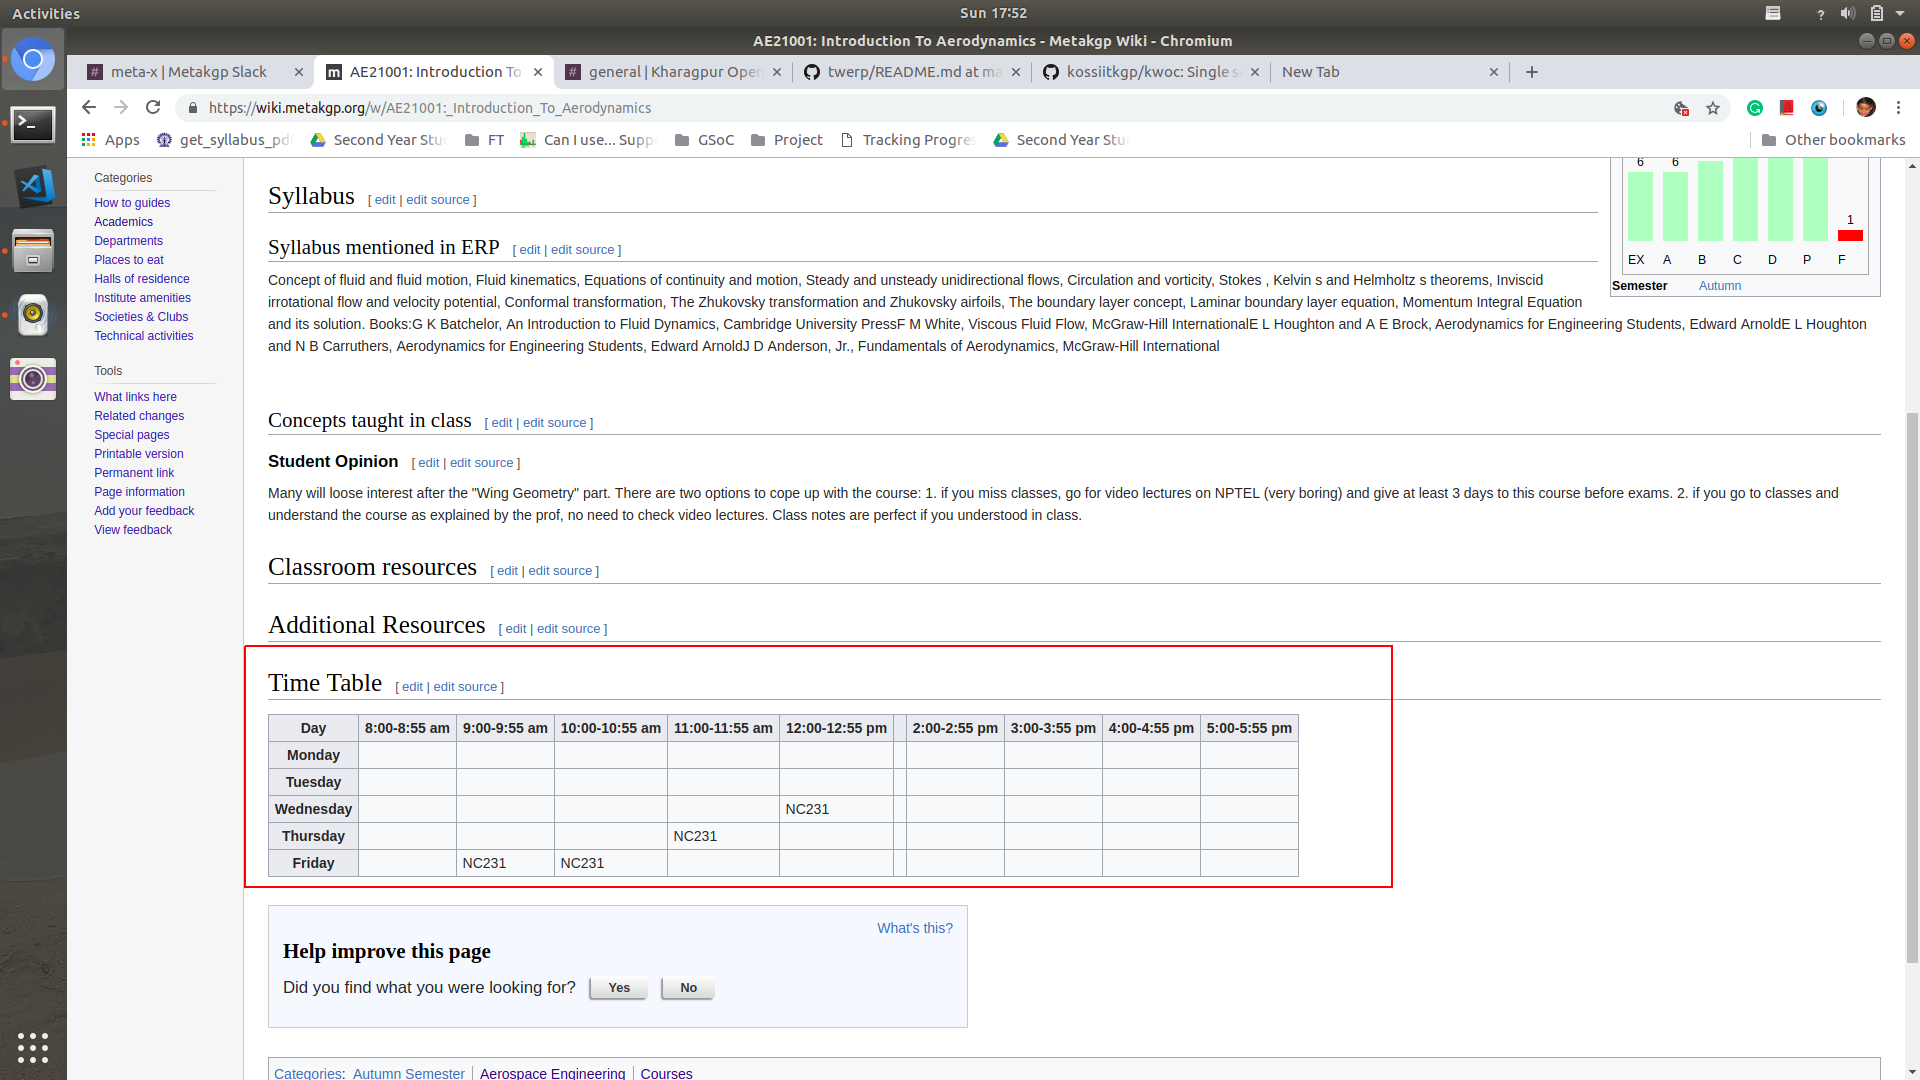 Activities
Sun 17:52
?
AE21001: Introduction To Aerodynamics - Metakgp Wiki - Chromium
meta-x | Metakgp Slack
AE21001: Introduction To
general | Kharagpur Open
twerp/README.md at ma
kossiitkgp/kwoc: Single s
New Tab
https://wiki.metakgp.org/w/AE21001:_Introduction_To_Aerodynamics
Apps
get_syllabus_pd
Second Year Stu
FT
Can I use... Supp
GSoC
Project
Tracking Progre
Second Year Stu
Other bookmarks
Categories
How to guides
Academics
Departments
Places to eat
Halls of residence
Institute amenities
Societies & Clubs
Technical activities
Tools
What links here
Related changes
Special pages
Printable version
Permanent link
Page information
Add your feedback
View feedback
6 6
1
EX A B C D P F
Semester Autumn
Syllabus [ edit | edit source ]
Syllabus mentioned in ERP [ edit | edit source ]
Concept of fluid and fluid motion, Fluid kinematics, Equations of continuity and motion, Steady and unsteady unidirectional flows, Circulation and vorticity, Stokes , Kelvin s and Helmholtz s theorems, Inviscid
irrotational flow and velocity potential, Conformal transformation, The Zhukovsky transformation and Zhukovsky airfoils, The boundary layer concept, Laminar boundary layer equation, Momentum Integral Equation
and its solution. Books:G K Batchelor, An Introduction to Fluid Dynamics, Cambridge University PressF M White, Viscous Fluid Flow, McGraw-Hill InternationalE L Houghton and A E Brock, Aerodynamics for Engineering Students, Edward ArnoldE L Houghton
and N B Carruthers, Aerodynamics for Engineering Students, Edward ArnoldJ D Anderson, Jr., Fundamentals of Aerodynamics, McGraw-Hill International
Concepts taught in class [ edit | edit source ]
Student Opinion [ edit | edit source ]
Many will loose interest after the "Wing Geometry" part. There are two options to cope up with the course: 1. if you miss classes, go for video lectures on NPTEL (very boring) and give at least 3 days to this course before exams. 2. if you go to classes and
understand the course as explained by the prof, no need to check video lectures. Class notes are perfect if you understood in class.
Classroom resources [ edit | edit source ]
Additional Resources [ edit | edit source ]
Time Table [ edit | edit source ]
Day 8:00-8:55 am 9:00-9:55 am 10:00-10:55 am 11:00-11:55 am 12:00-12:55 pm 2:00-2:55 pm 3:00-3:55 pm 4:00-4:55 pm 5:00-5:55 pm
Monday
Tuesday
Wednesday NC231
Thursday NC231
Friday NC231 NC231
What's this?
Help improve this page
Did you find what you were looking for? Yes No
Categories: Autumn Semester | Aerospace Engineering | Courses